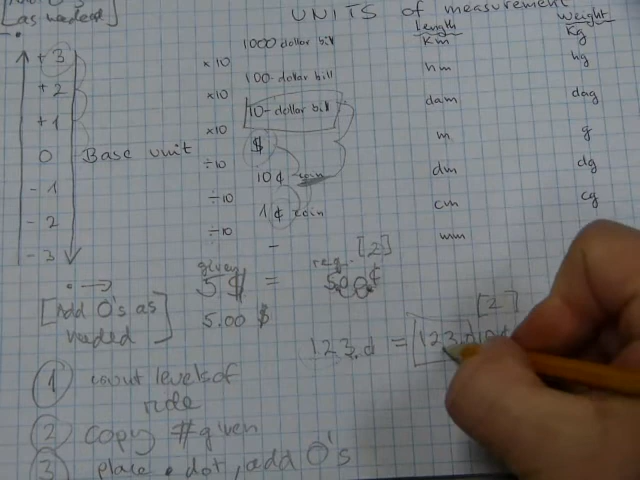 [as needed]
UNITS of measurement
Length
Weight
+3
1000 dollar bill
km
kg
x10
+2
100-dollar bill
hm
hg
x10
+1
10-dollar bill
dam
dag
x10
0 Base unit
$
m
g
÷10
-1
10¢ coin
dm
dg
÷10
-2
1¢ coin
cm
cg
÷10
-3
-
mm
given
req.
[2]
5$ = 500¢
[Add 0's as
needed]
5.00 $
[2]
123.d =
1 count levels of
2 copy # given
3 place . dot, add 0's